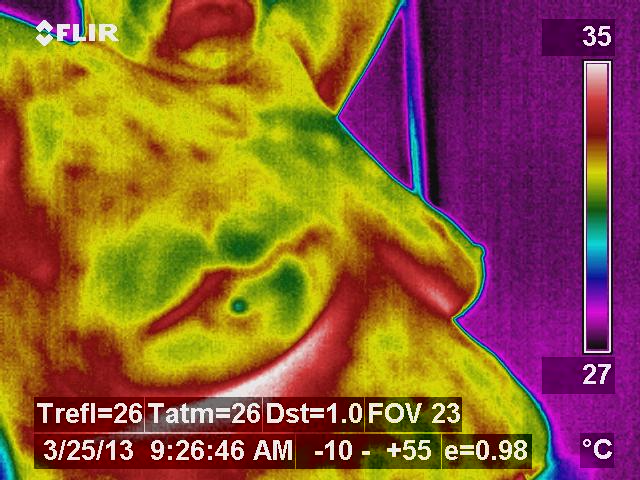 FLIR
35
27
Trefl=26 Tatm=26 Dst=1.0 FOV 23
3/25/13 9:26:46 AM -10 - +55 e=0.98 °C